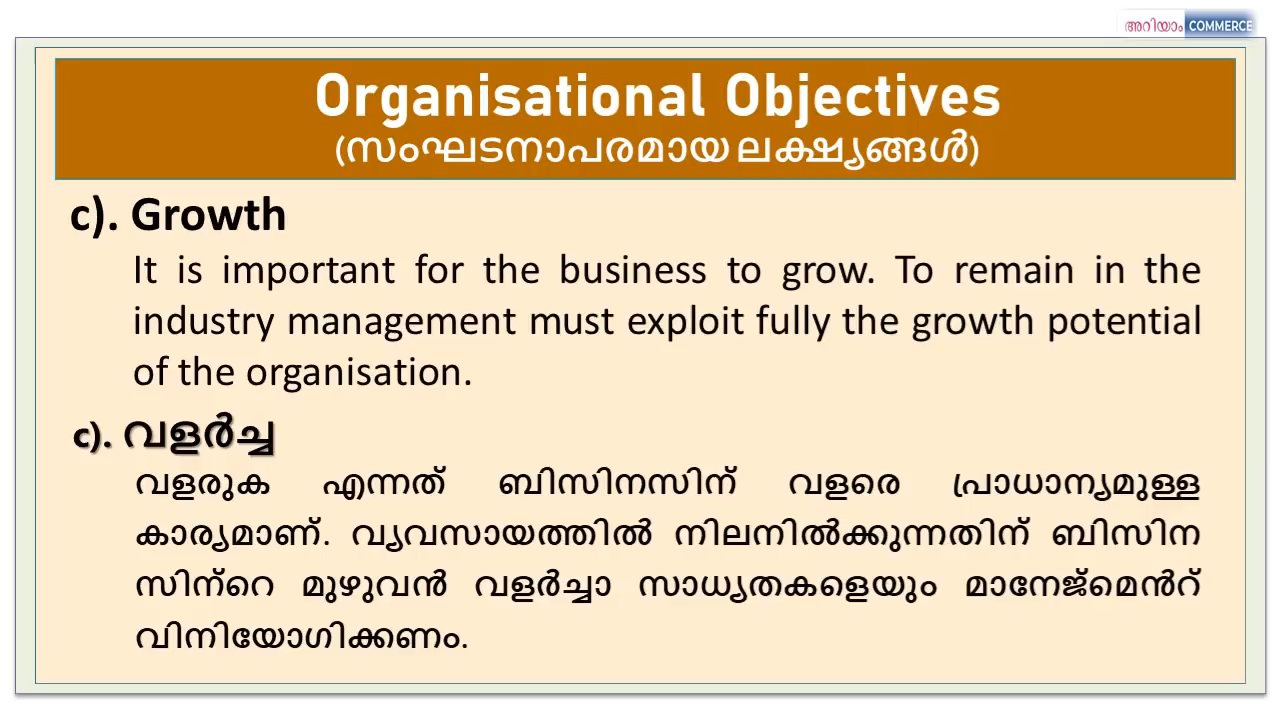 അറിയാം COMMERCE
Organisational Objectives
(സംഘടനാപരമായ ലക്ഷ്യങ്ങൾ)
c). Growth
It is important for the business to grow. To remain in the
industry management must exploit fully the growth potential
of the organisation.
c). വളർച്ച
വളരുക എന്നത് ബിസിനസിന് വളരെ പ്രാധാന്യമുള്ള
കാര്യമാണ്. വ്യവസായത്തിൽ നിലനിൽക്കുന്നതിന് ബിസിന
സിന്റെ മുഴുവൻ വളർച്ചാ സാധ്യതകളെയും മാനേജ്മെൻറ്
വിനിയോഗിക്കണം.